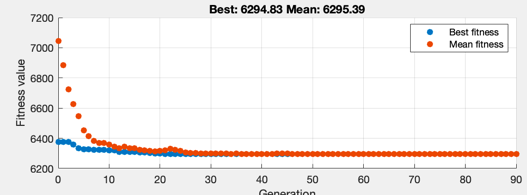 Best: 6294.83 Mean: 6295.39
7200
7000
6800
6600
6400
6200
Fitness value
Best fitness
Mean fitness
0 10 20 30 40 50 60 70 80 90
Generation